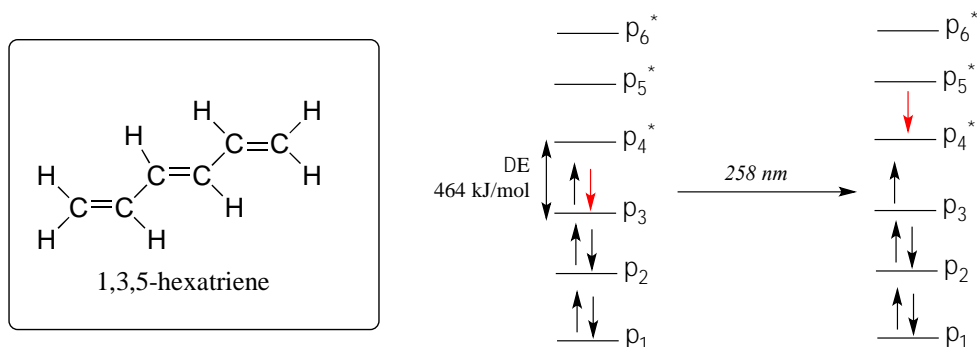 H H H
C=C
H C=C H
C=C H
H H
1,3,5-hexatriene
p6*
p5*
p4*
DE
464 kJ/mol
p3
p2
p1
258 nm
p6*
p5*
p4*
p3
p2
p1